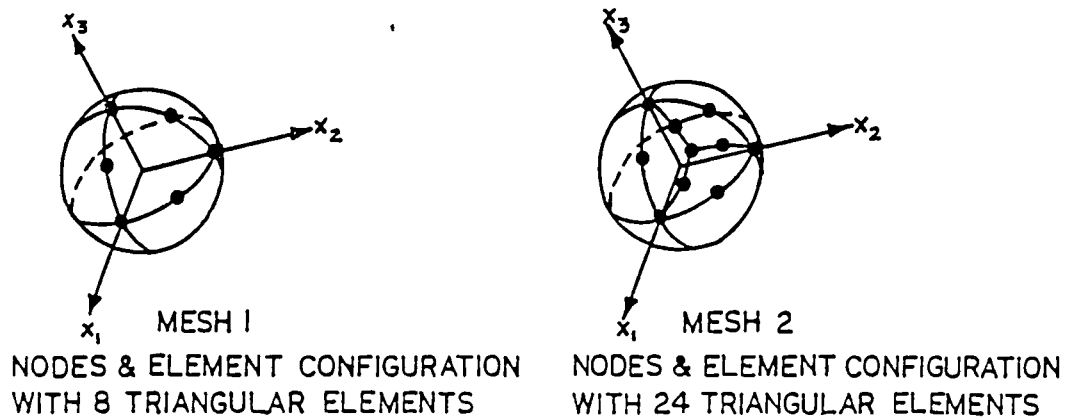 x₃
x₂
x₁
MESH 1
NODES & ELEMENT CONFIGURATION
WITH 8 TRIANGULAR ELEMENTS
x₃
x₂
x₁
MESH 2
NODES & ELEMENT CONFIGURATION
WITH 24 TRIANGULAR ELEMENTS